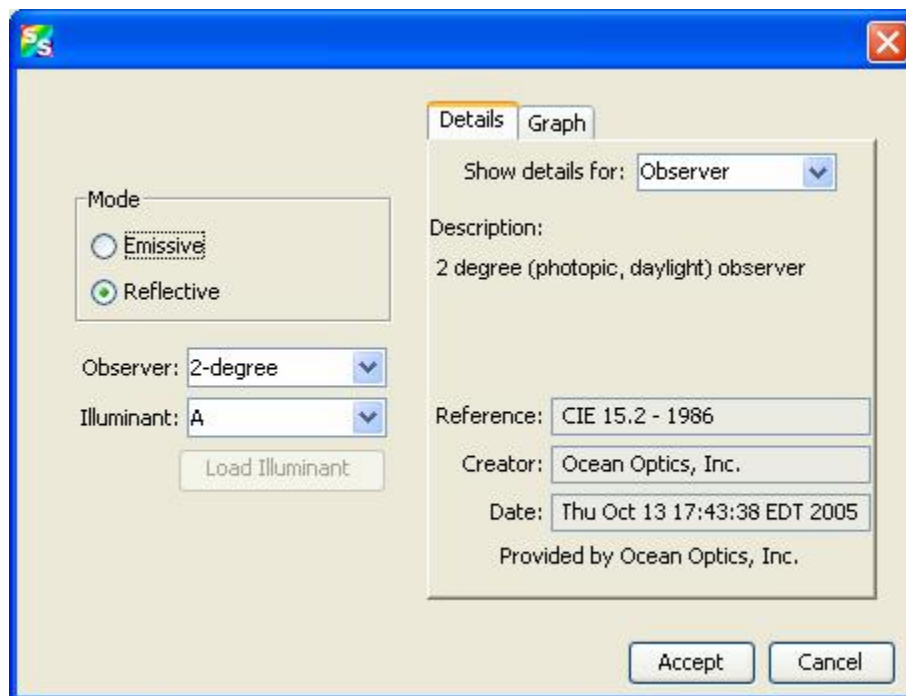 SS
Mode
Emissive
Reflective
Observer: 2-degree
Illuminant: A
Load Illuminant
Details Graph
Show details for: Observer
Description:
2 degree (photopic, daylight) observer
Reference: CIE 15.2 - 1986
Creator: Ocean Optics, Inc.
Date: Thu Oct 13 17:43:38 EDT 2005
Provided by Ocean Optics, Inc.
Accept Cancel